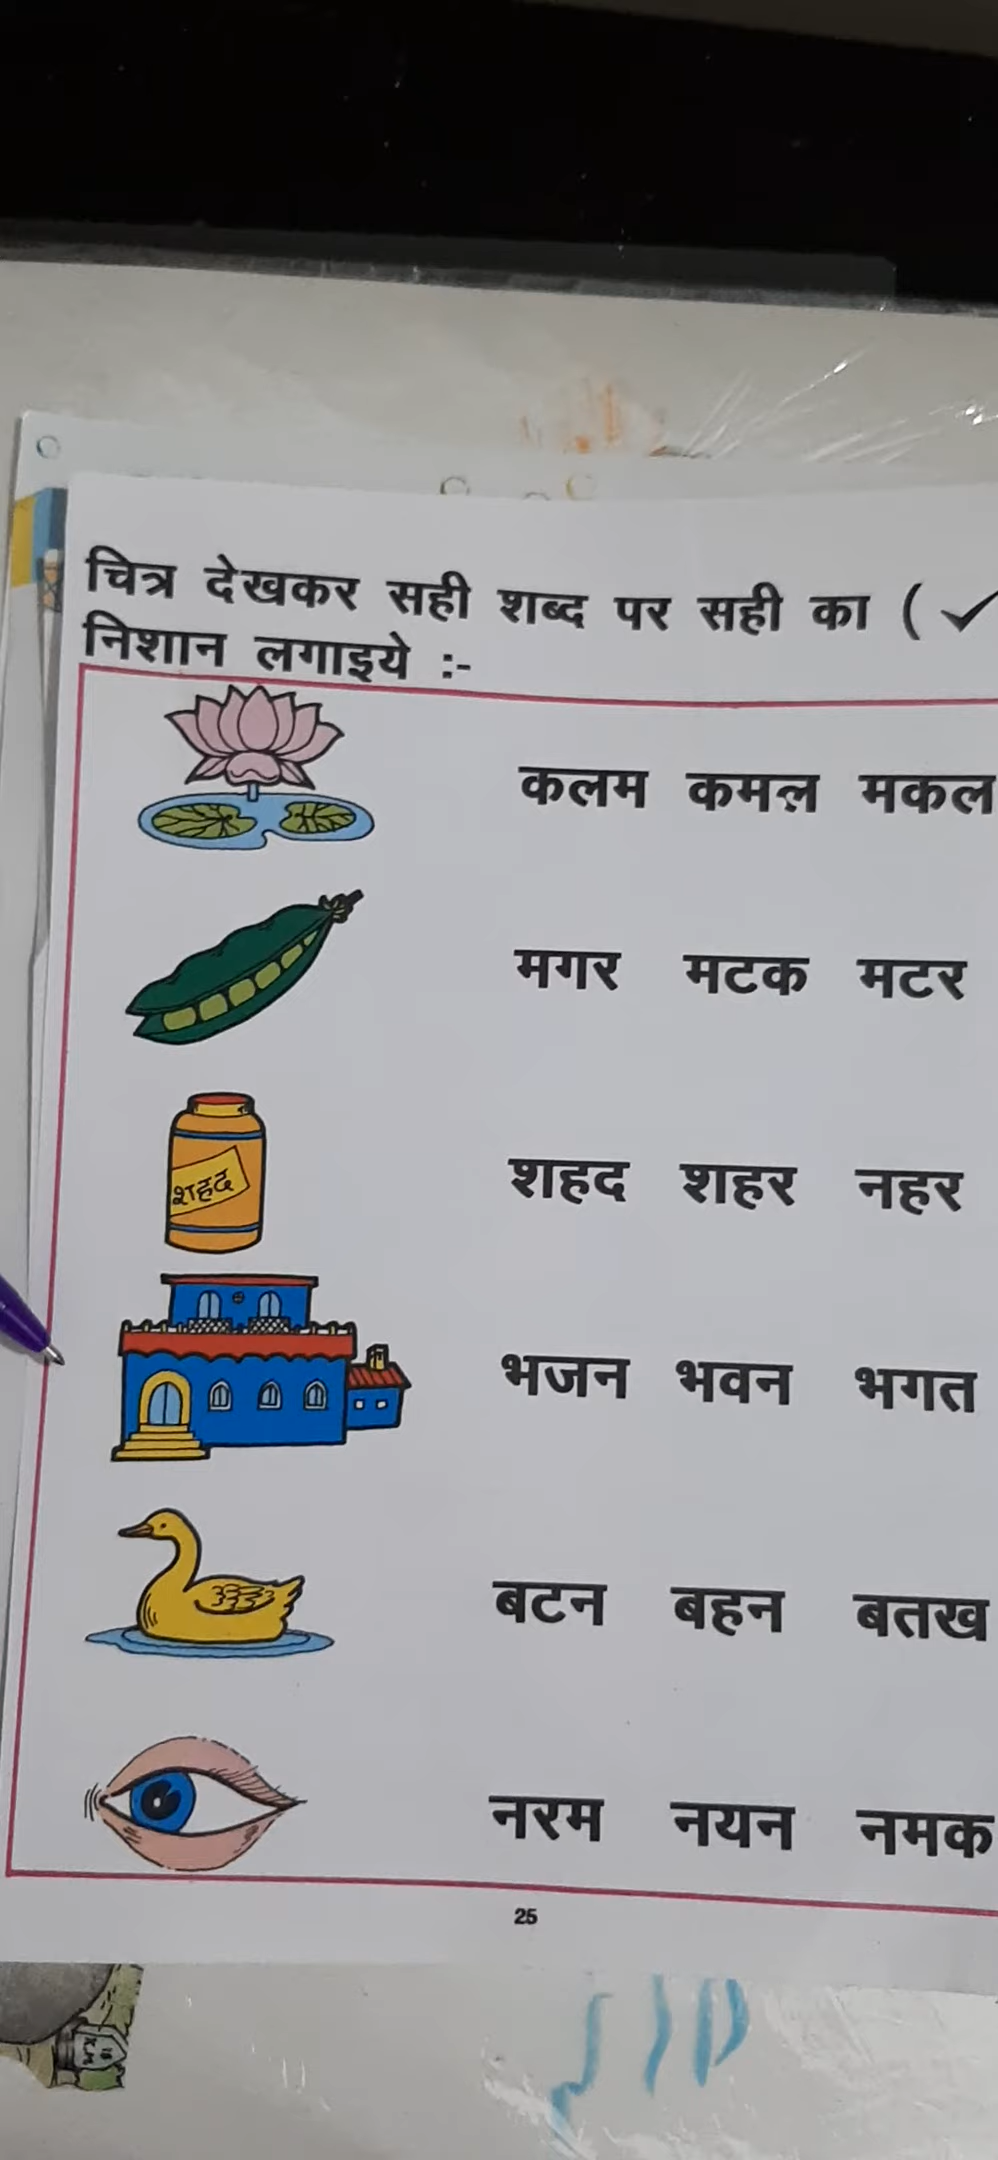 चित्र देखकर सही शब्द पर सही का ( ✓
निशान लगाइये :-
कलम कमल मकल
मगर मटक मटर
शहद
शहद शहर नहर
भजन भवन भगत
बटन बहन बतख
नरम नयन नमक
25